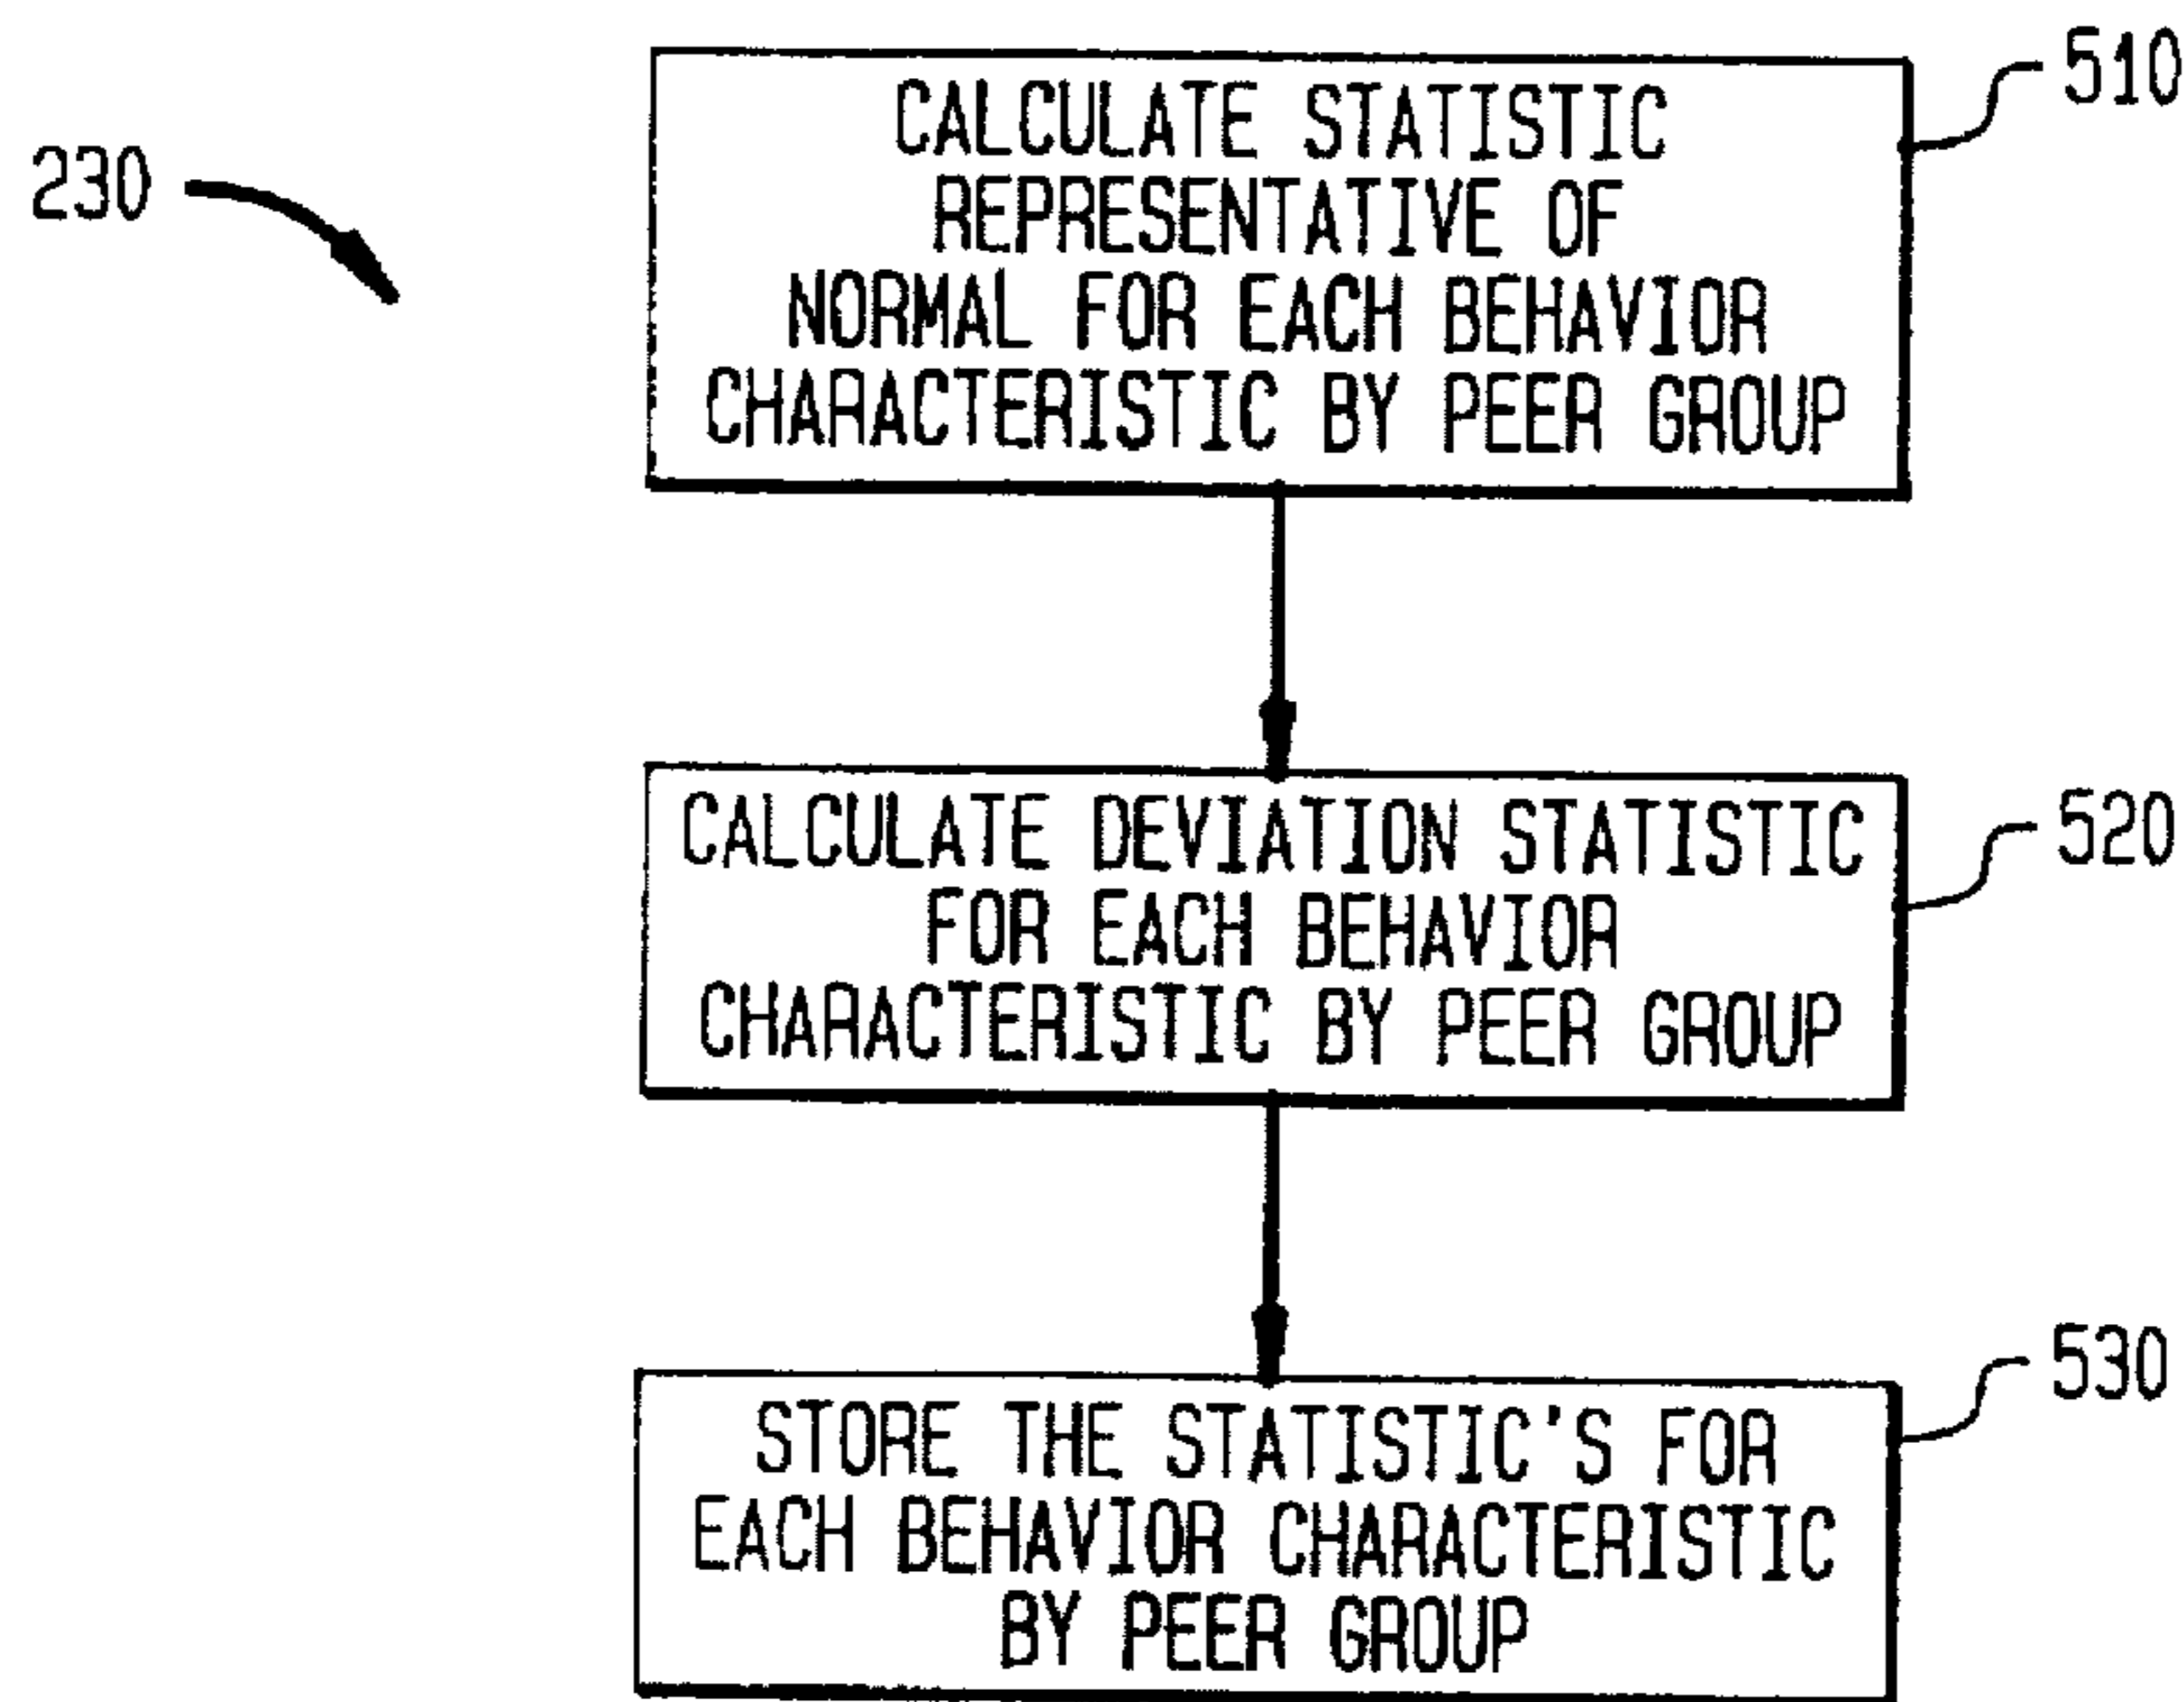 230
CALCULATE STATISTIC
REPRESENTATIVE OF
NORMAL FOR EACH BEHAVIOR
CHARACTERISTIC BY PEER GROUP
510
CALCULATE DEVIATION STATISTIC
FOR EACH BEHAVIOR
CHARACTERISTIC BY PEER GROUP
520
STORE THE STATISTIC'S FOR
EACH BEHAVIOR CHARACTERISTIC
BY PEER GROUP
530